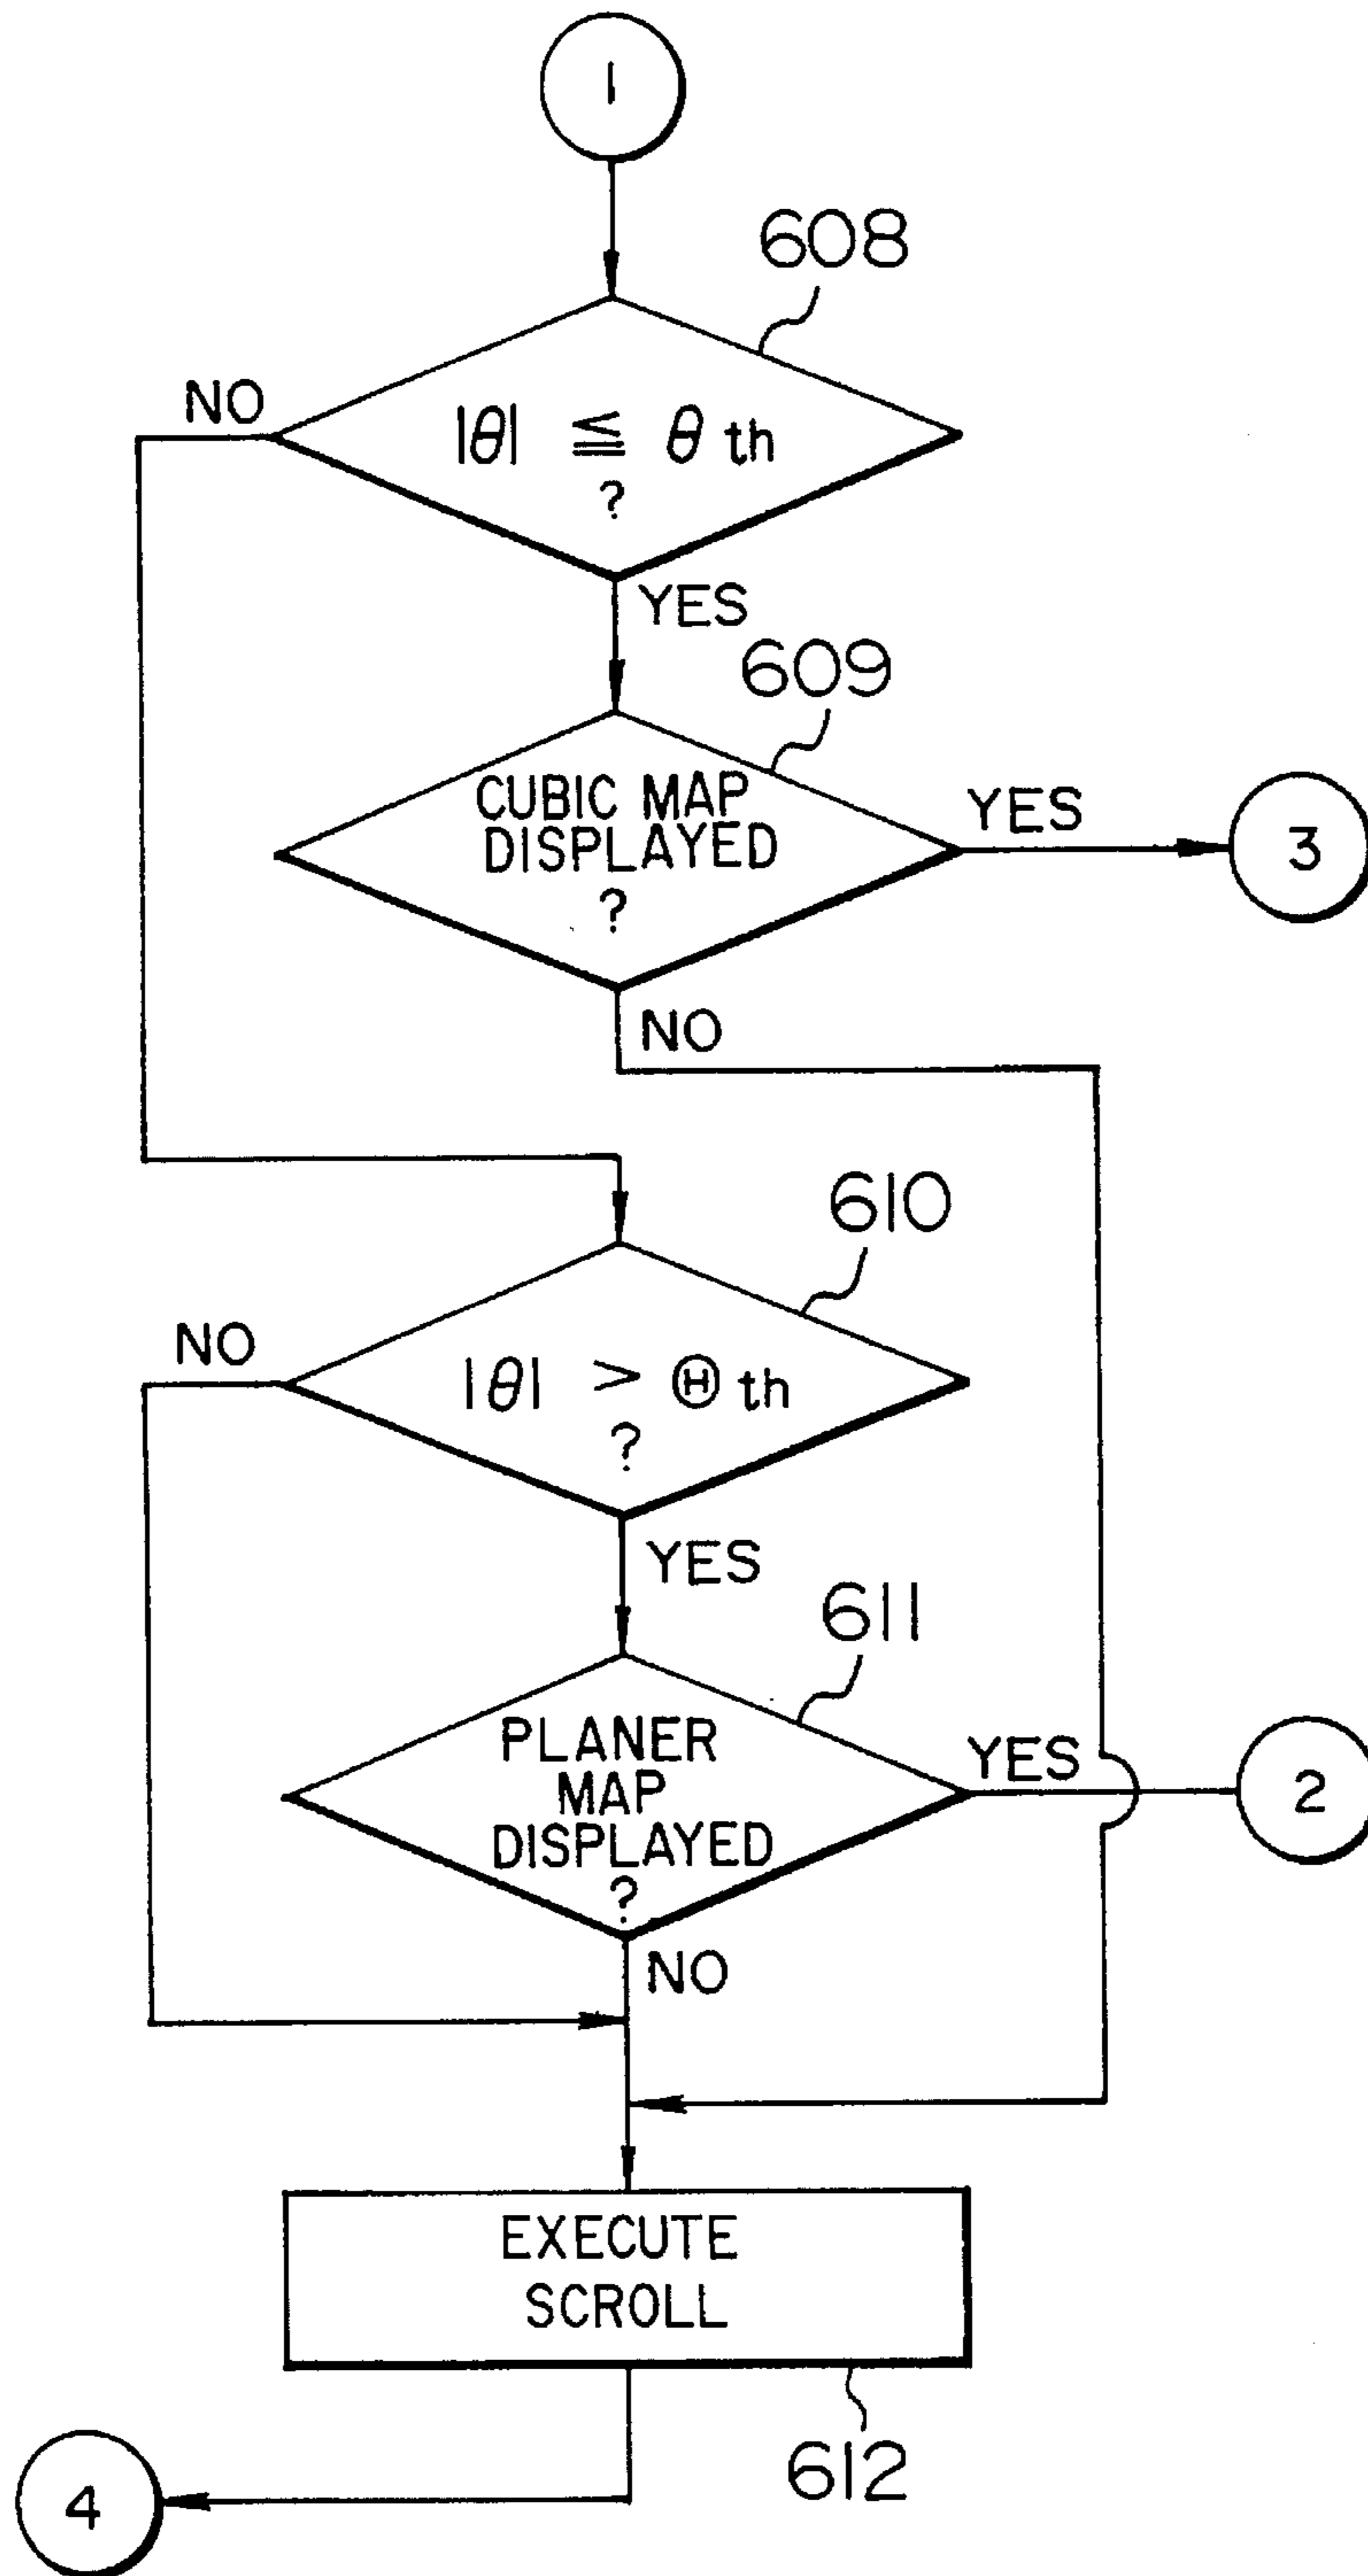 1
608
NO
|θ| ≦ θ th
?
YES
609
CUBIC MAP
DISPLAYED
?
YES
3
NO
610
NO
|θ| > Θ th
?
YES
611
PLANER
MAP
DISPLAYED
?
YES
2
NO
EXECUTE
SCROLL
612
4